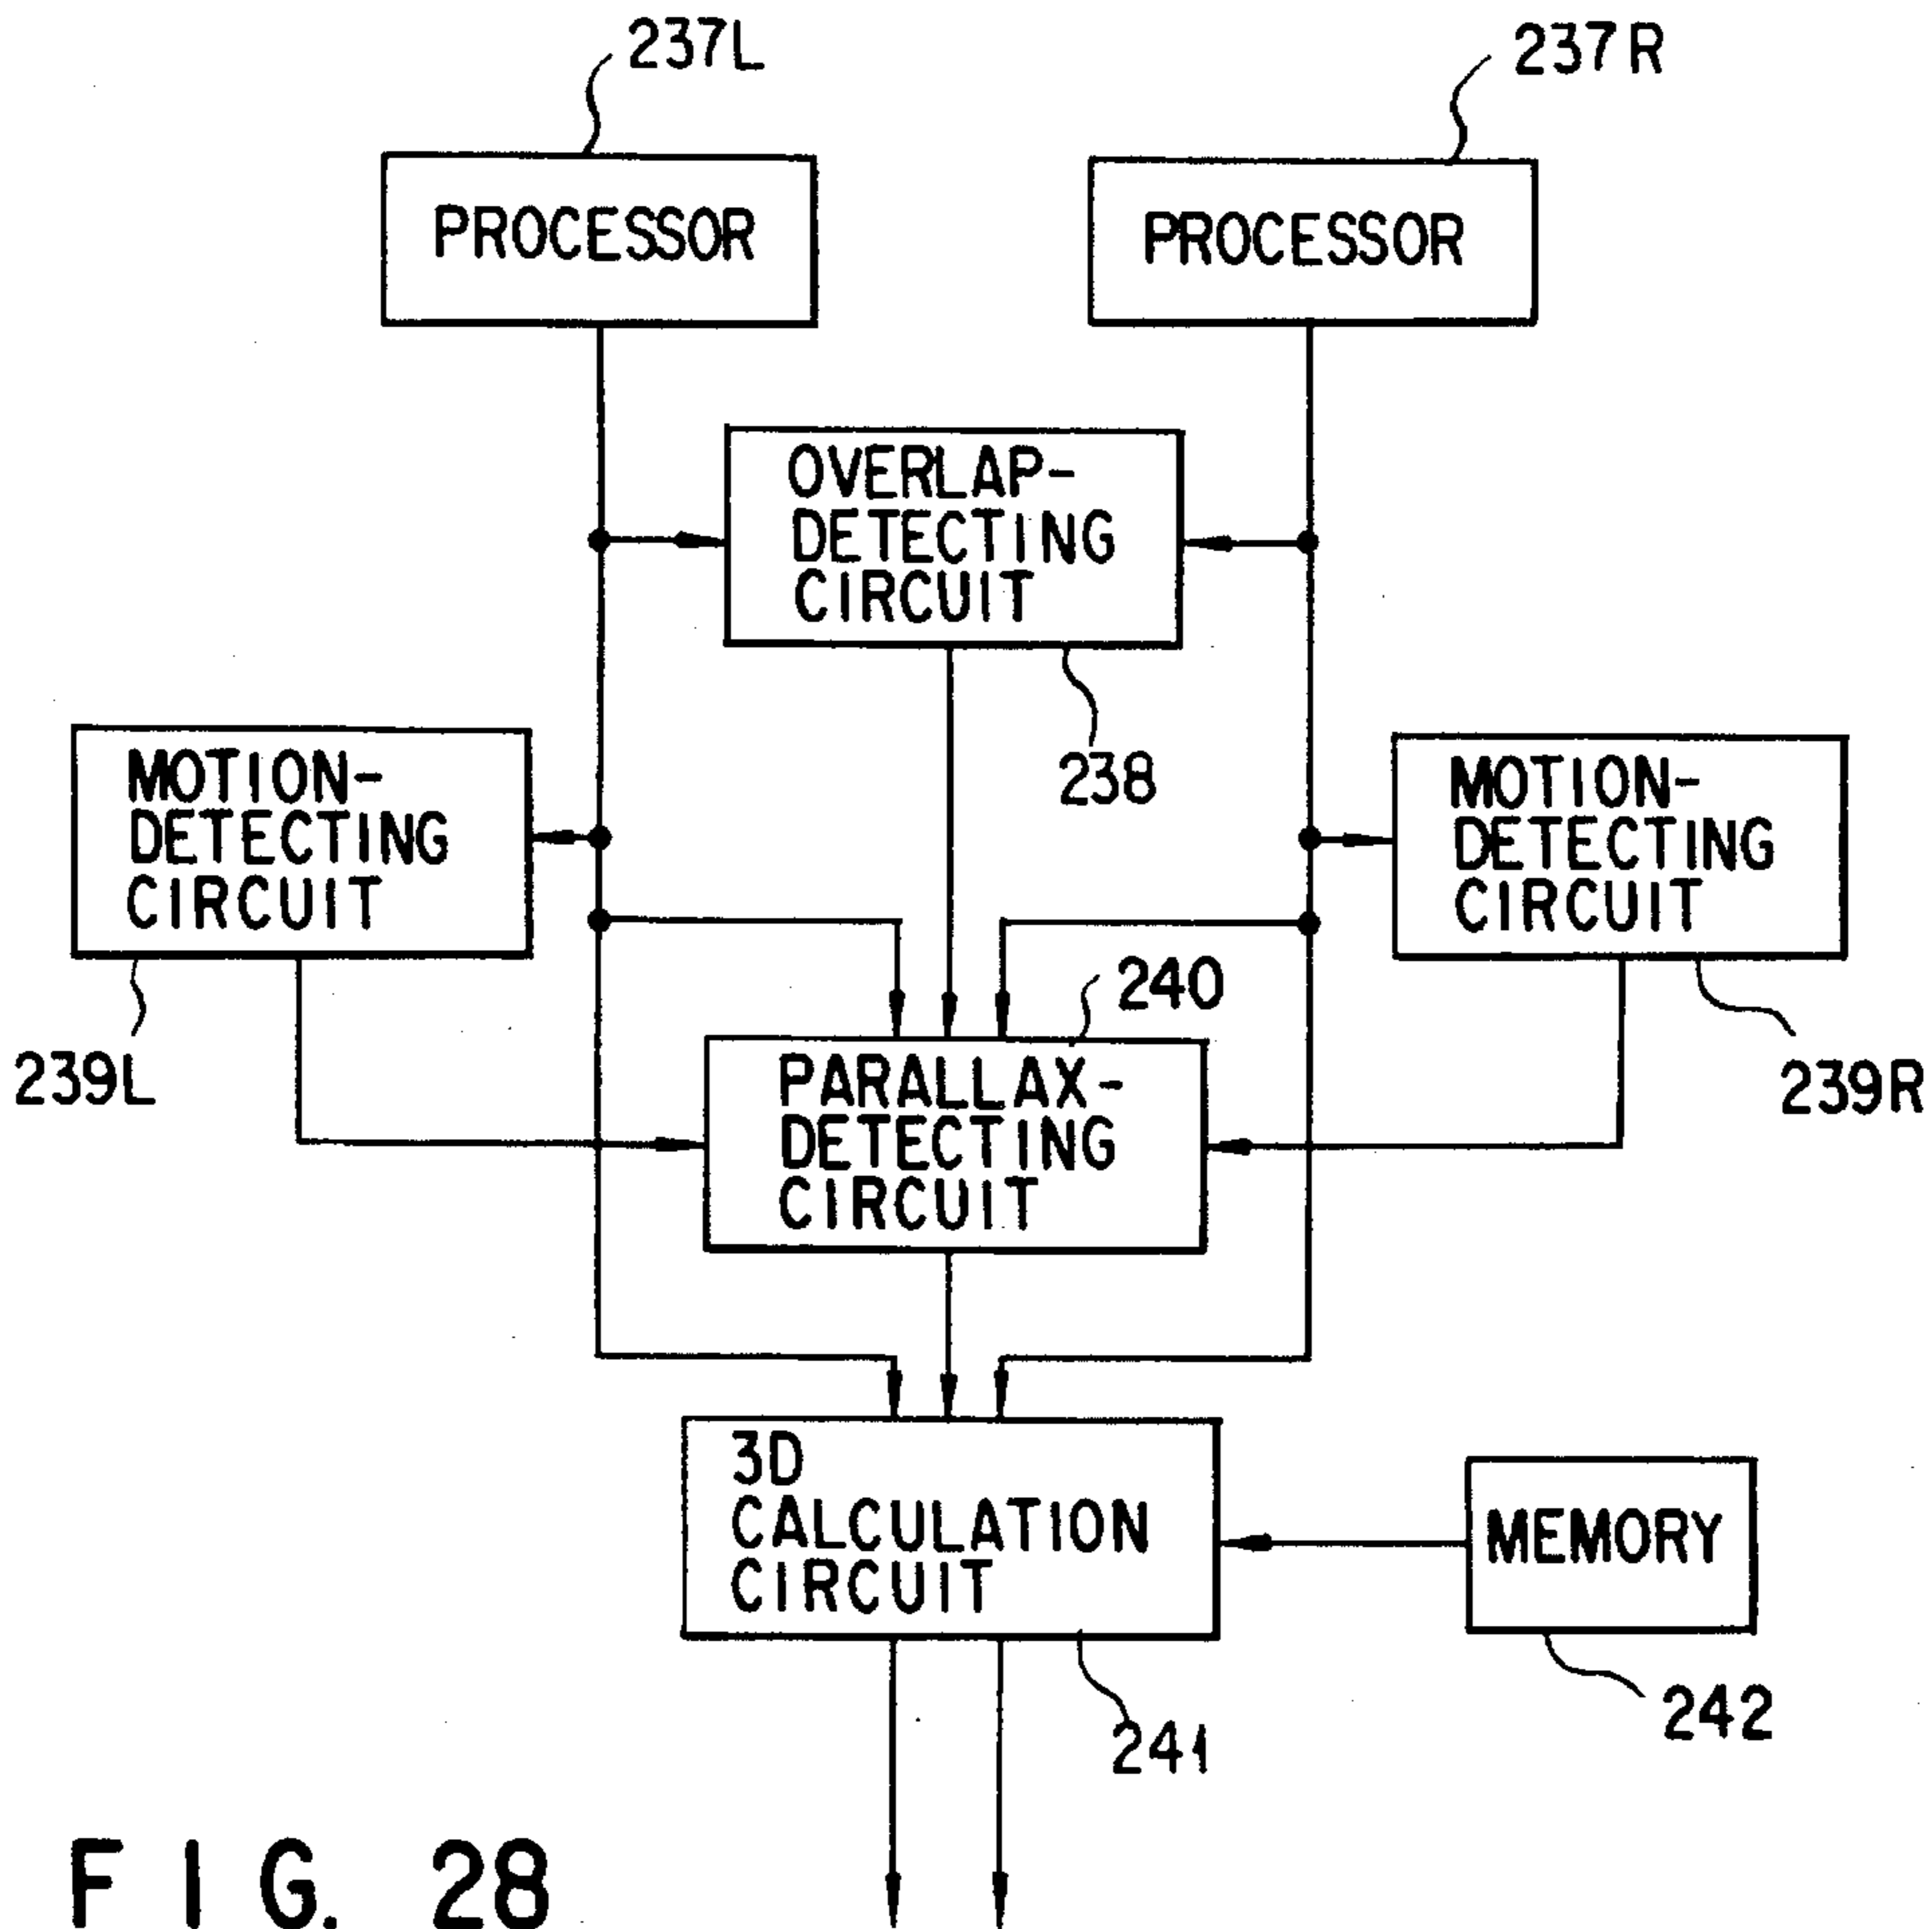 237L
237R
PROCESSOR
PROCESSOR
OVERLAP-
DETECTING
CIRCUIT
238
MOTION-
DETECTING
CIRCUIT
MOTION-
DETECTING
CIRCUIT
239L
240
239R
PARALLAX-
DETECTING
CIRCUIT
3D
CALCULATION
CIRCUIT
MEMORY
241
242
FIG. 28